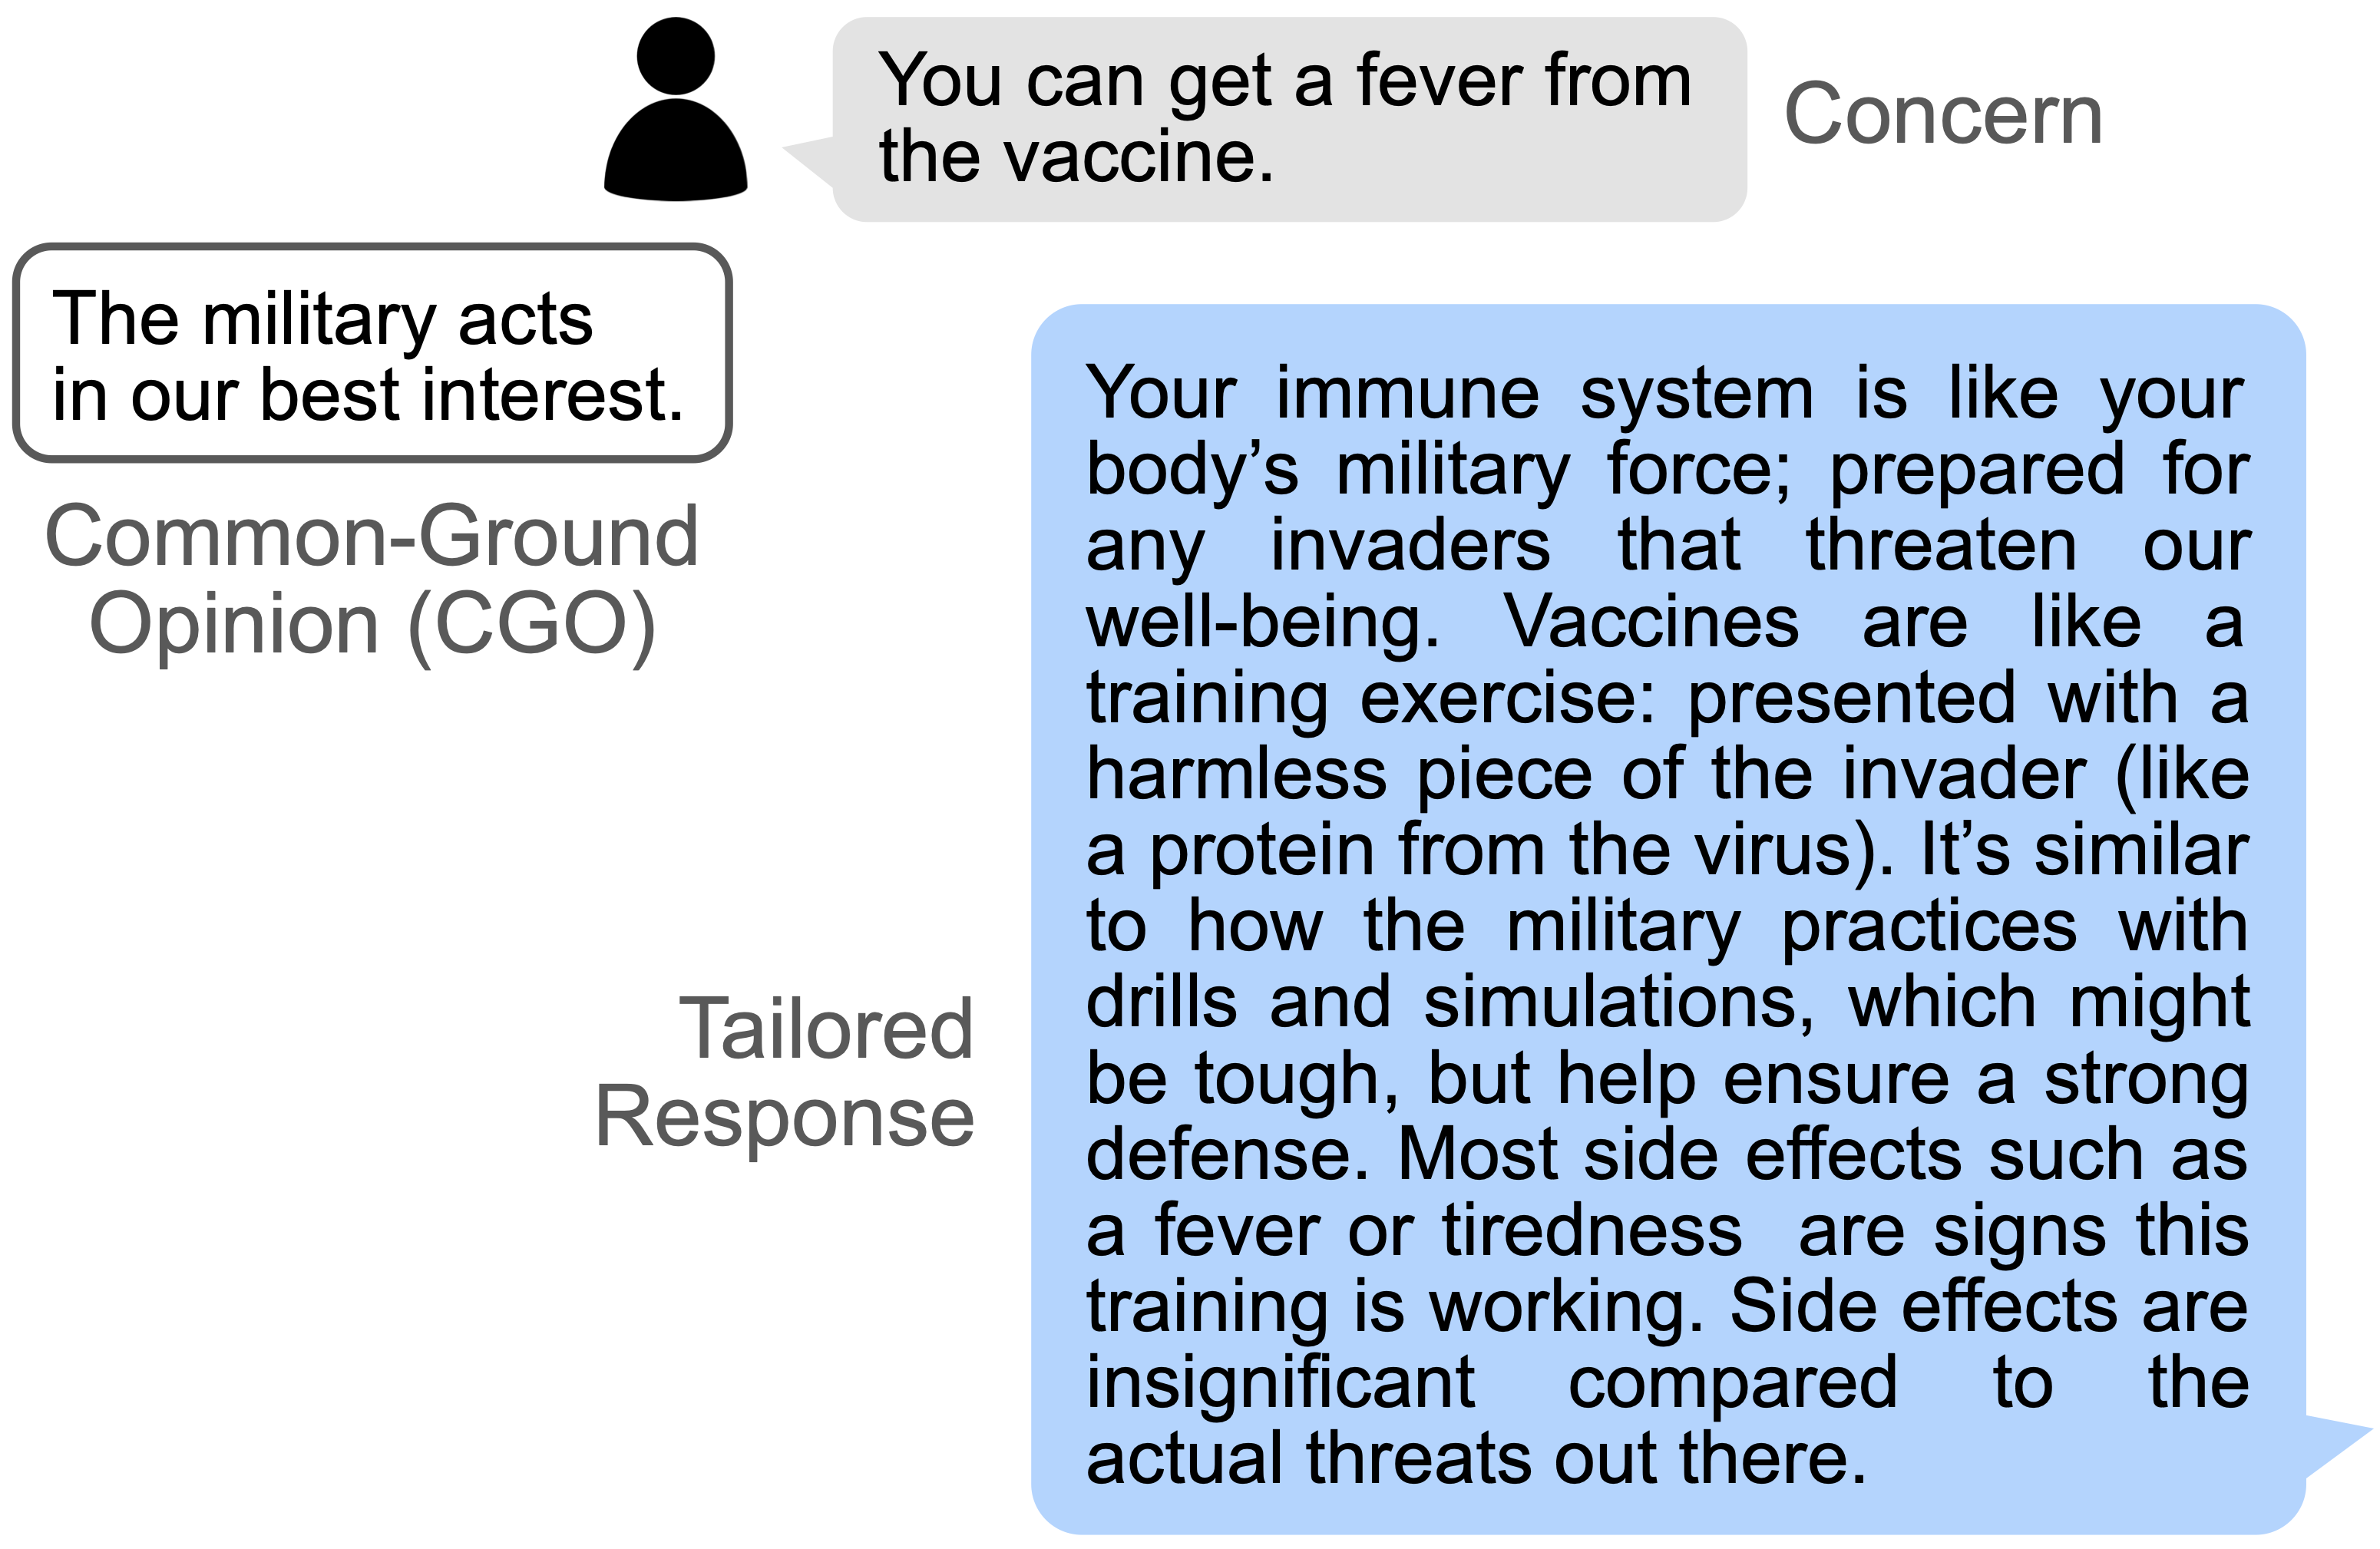 You can get a fever from
the vaccine.
Concern
The military acts
in our best interest.
Common-Ground
Opinion (CGO)
Tailored
Response
Your immune system is like your
body’s military force; prepared for
any invaders that threaten our
well-being. Vaccines are like a
training exercise: presented with a
harmless piece of the invader (like
a protein from the virus). It’s similar
to how the military practices with
drills and simulations, which might
be tough, but help ensure a strong
defense. Most side effects such as
a fever or tiredness are signs this
training is working. Side effects are
insignificant compared to the
actual threats out there.